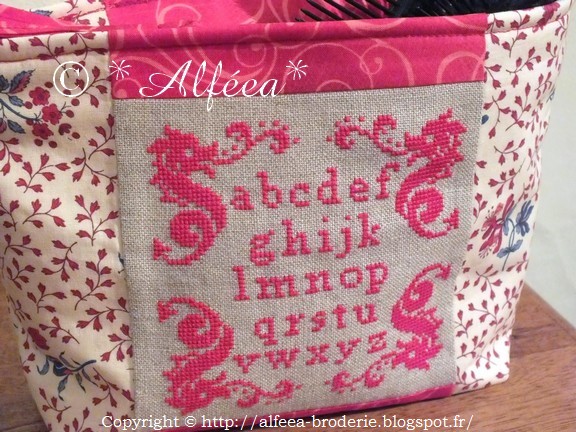 © * Alféea *
abcdef
ghijk
lmnop
qrstu
vwxyz
Copyright © http://alfeea-broderie.blogspot.fr/